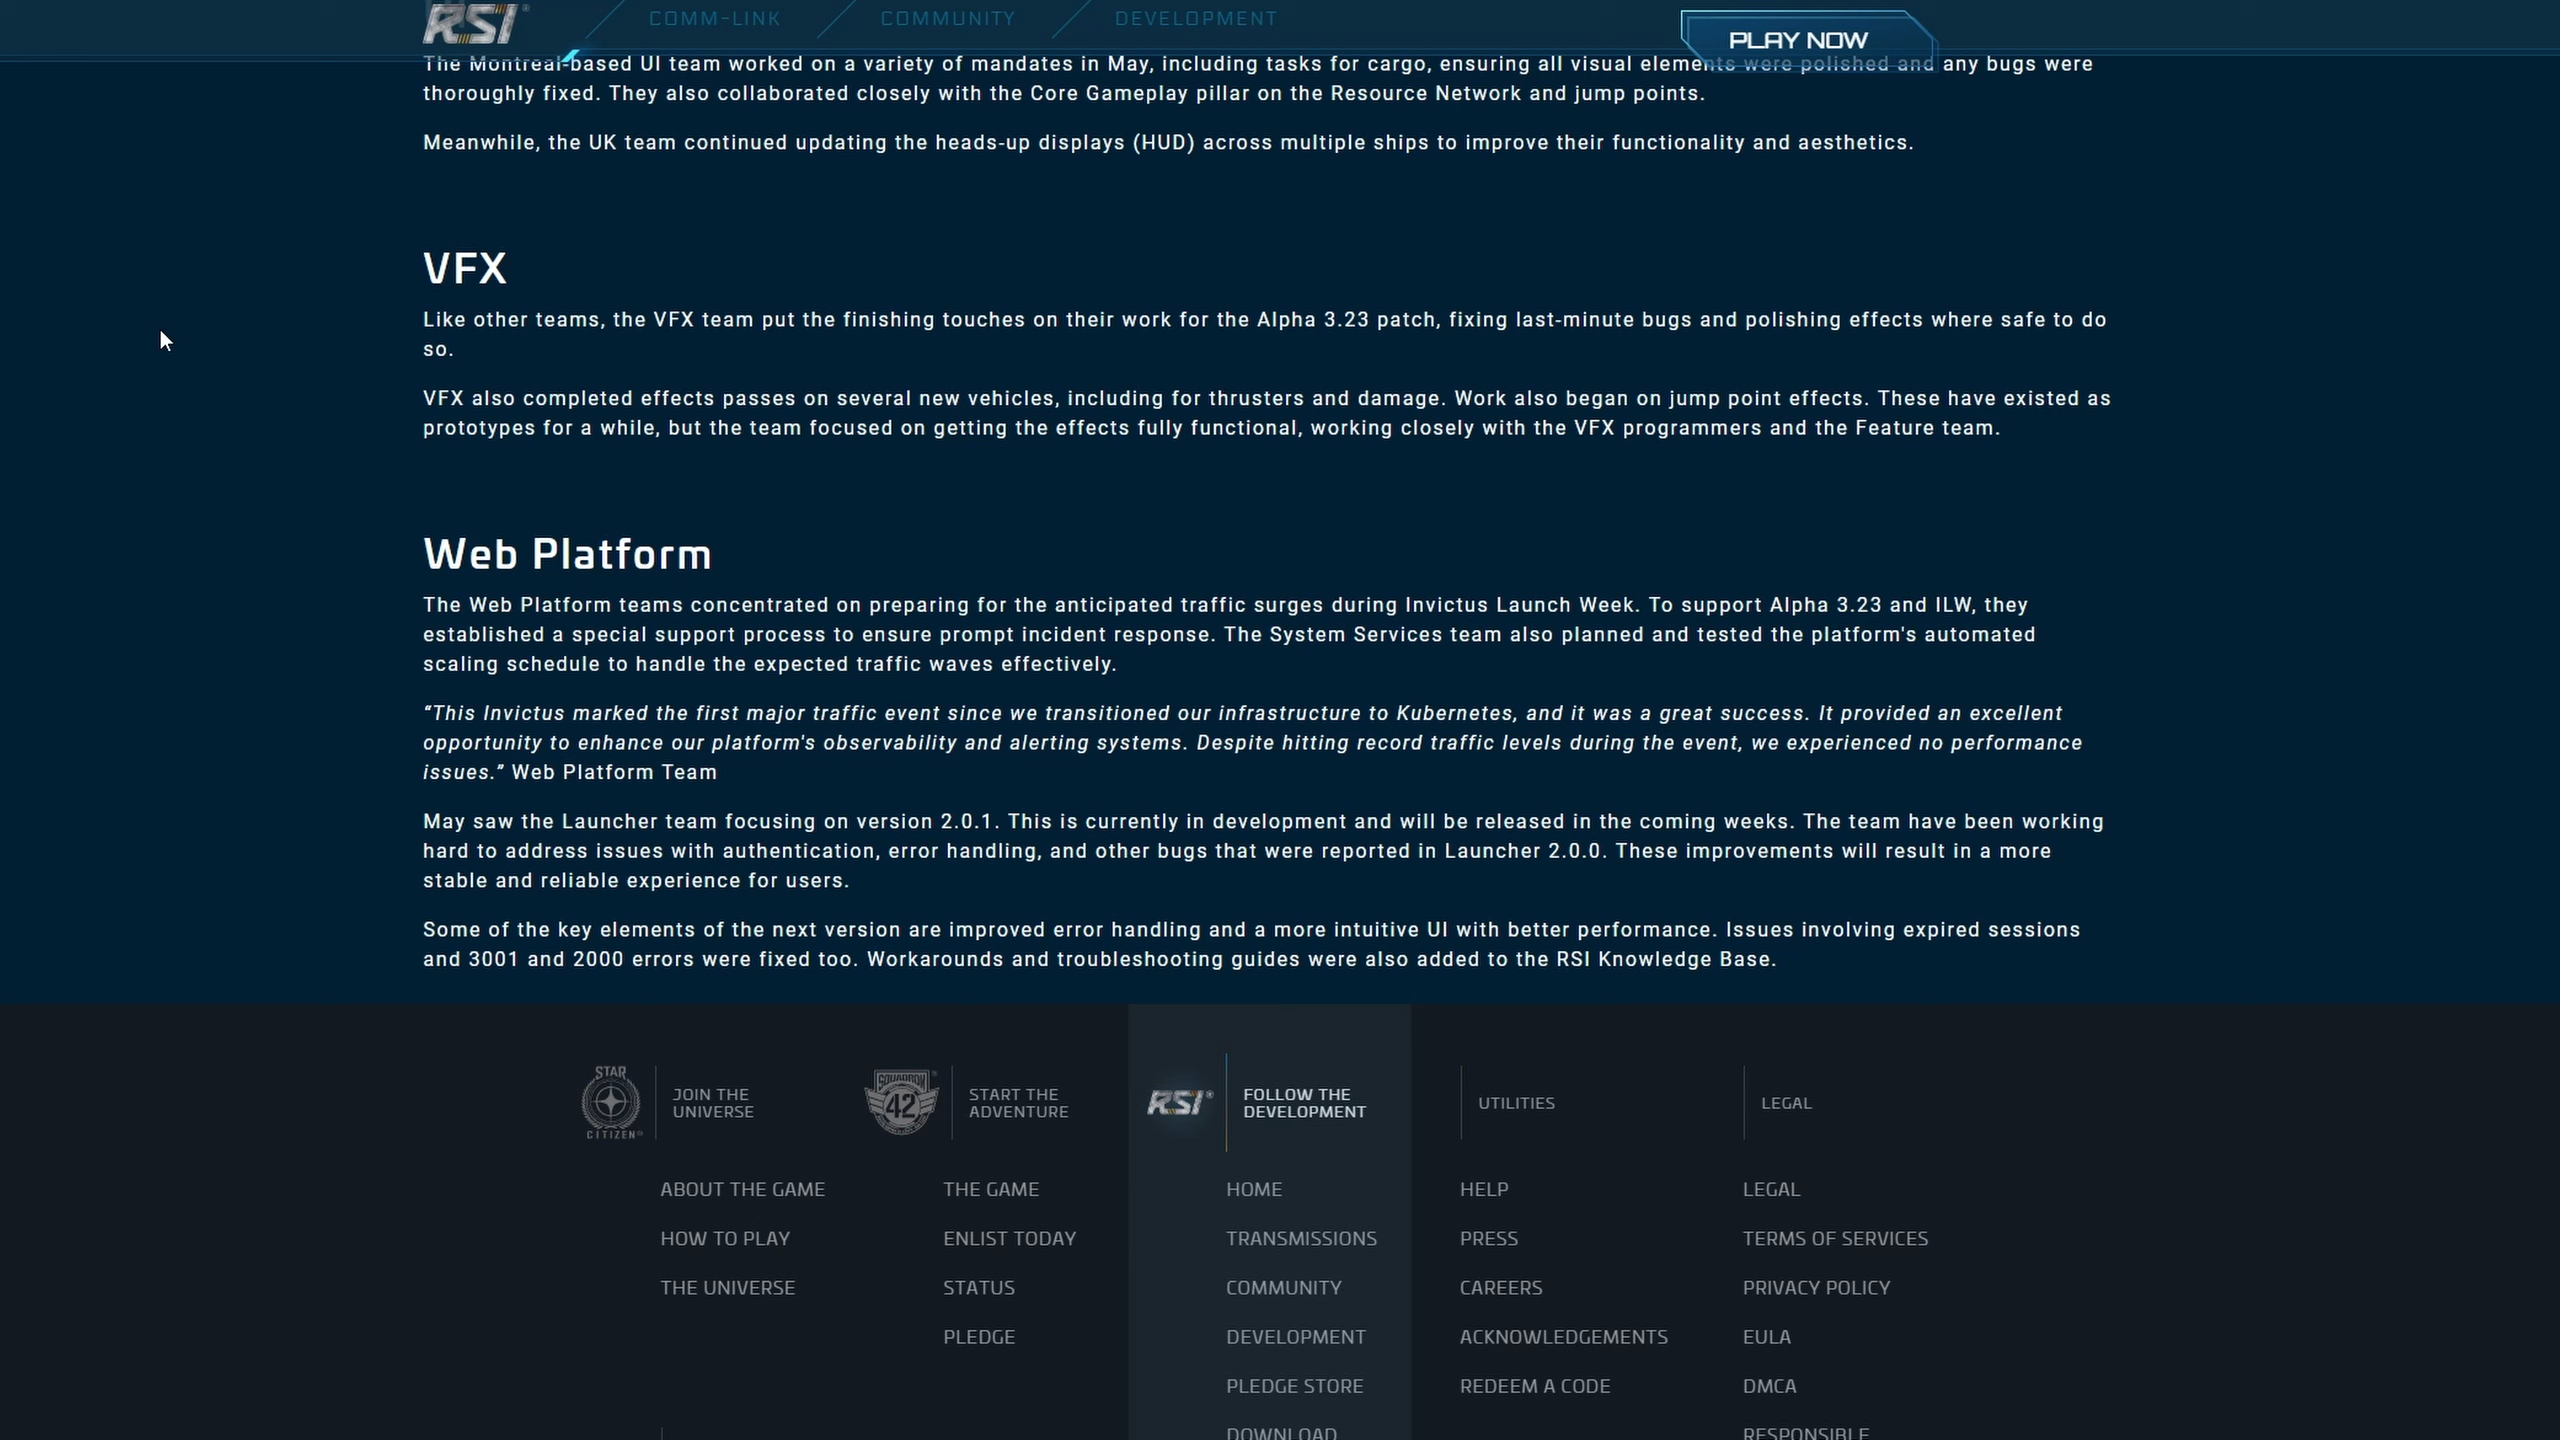 RSI
COMM-LINK
COMMUNITY
DEVELOPMENT
PLAY NOW
The Montreal-based UI team worked on a variety of mandates in May, including tasks for cargo, ensuring all visual elements were polished and any bugs were
thoroughly fixed. They also collaborated closely with the Core Gameplay pillar on the Resource Network and jump points.
Meanwhile, the UK team continued updating the heads-up displays (HUD) across multiple ships to improve their functionality and aesthetics.
VFX
Like other teams, the VFX team put the finishing touches on their work for the Alpha 3.23 patch, fixing last-minute bugs and polishing effects where safe to do
so.
VFX also completed effects passes on several new vehicles, including for thrusters and damage. Work also began on jump point effects. These have existed as
prototypes for a while, but the team focused on getting the effects fully functional, working closely with the VFX programmers and the Feature team.
Web Platform
The Web Platform teams concentrated on preparing for the anticipated traffic surges during Invictus Launch Week. To support Alpha 3.23 and ILW, they
established a special support process to ensure prompt incident response. The System Services team also planned and tested the platform's automated
scaling schedule to handle the expected traffic waves effectively.
“This Invictus marked the first major traffic event since we transitioned our infrastructure to Kubernetes, and it was a great success. It provided an excellent
opportunity to enhance our platform's observability and alerting systems. Despite hitting record traffic levels during the event, we experienced no performance
issues.” Web Platform Team
May saw the Launcher team focusing on version 2.0.1. This is currently in development and will be released in the coming weeks. The team have been working
hard to address issues with authentication, error handling, and other bugs that were reported in Launcher 2.0.0. These improvements will result in a more
stable and reliable experience for users.
Some of the key elements of the next version are improved error handling and a more intuitive UI with better performance. Issues involving expired sessions
and 3001 and 2000 errors were fixed too. Workarounds and troubleshooting guides were also added to the RSI Knowledge Base.
STAR
CITIZEN
JOIN THE
UNIVERSE
ABOUT THE GAME
HOW TO PLAY
THE UNIVERSE
SQUADRON
42
START THE
ADVENTURE
THE GAME
ENLIST TODAY
STATUS
PLEDGE
RSI
FOLLOW THE
DEVELOPMENT
HOME
TRANSMISSIONS
COMMUNITY
DEVELOPMENT
PLEDGE STORE
DOWNLOAD
UTILITIES
HELP
PRESS
CAREERS
ACKNOWLEDGEMENTS
REDEEM A CODE
LEGAL
LEGAL
TERMS OF SERVICES
PRIVACY POLICY
EULA
DMCA
RESPONSIBLE